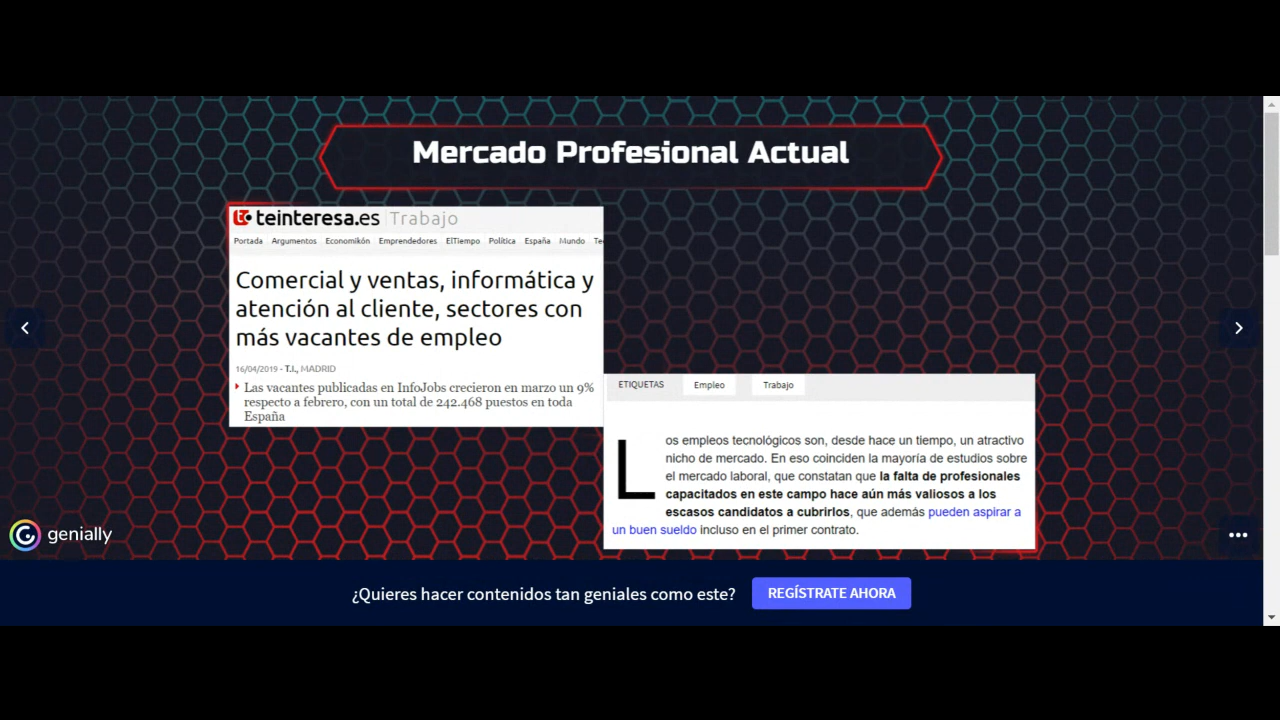 Mercado Profesional Actual
teinteresa.es Trabajo
Portada Argumentos Economikón Emprendedores ElTiempo Política España Mundo Te
Comercial y ventas, informática y
atención al cliente, sectores con
más vacantes de empleo
16/04/2019 - T.I., MADRID
Las vacantes publicadas en InfoJobs crecieron en marzo un 9%
respecto a febrero, con un total de 242.468 puestos en toda
España
ETIQUETAS Empleo Trabajo
Los empleos tecnológicos son, desde hace un tiempo, un atractivo
nicho de mercado. En eso coinciden la mayoría de estudios sobre
el mercado laboral, que constatan que la falta de profesionales
capacitados en este campo hace aún más valiosos a los
escasos candidatos a cubrirlos, que además pueden aspirar a
un buen sueldo incluso en el primer contrato.
genially
¿Quieres hacer contenidos tan geniales como este? REGÍSTRATE AHORA